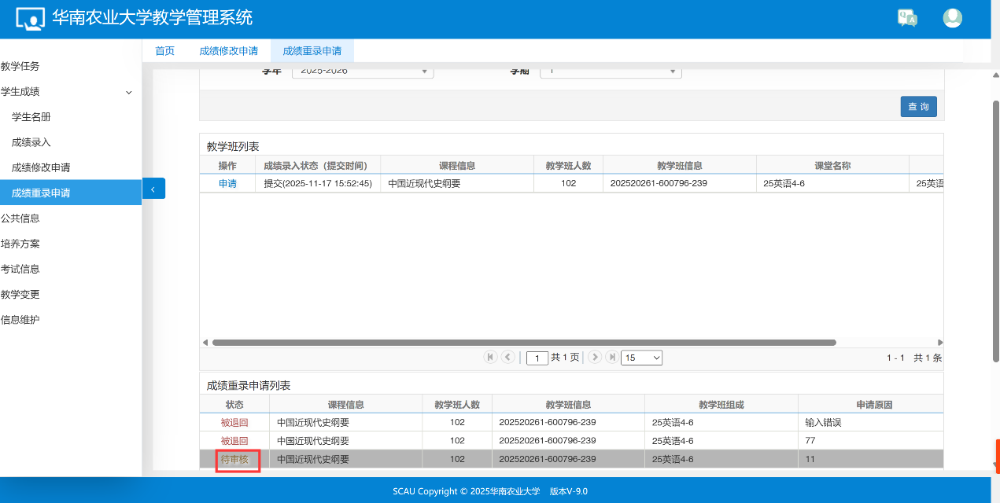 华南农业大学教学管理系统
首页 成绩修改申请 成绩重录申请
教学任务
学生成绩
学生名册
成绩录入
成绩修改申请
成绩重录申请
公共信息
培养方案
考试信息
教学变更
信息维护
学年 2025-2026 学期 1
查 询
教学班列表
操作 成绩录入状态（提交时间） 课程信息 教学班人数 教学班信息 课堂名称
申请 提交(2025-11-17 15:52:45) 中国近现代史纲要 102 202520261-600796-239 25英语4-6 25英语
1 共 1 页 15 1 - 1 共 1 条
成绩重录申请列表
状态 课程信息 教学班人数 教学班信息 教学班组成 申请原因
被退回 中国近现代史纲要 102 202520261-600796-239 25英语4-6 输入错误
被退回 中国近现代史纲要 102 202520261-600796-239 25英语4-6 77
待审核 中国近现代史纲要 102 202520261-600796-239 25英语4-6 11
SCAU Copyright © 2025华南农业大学 版本V-9.0